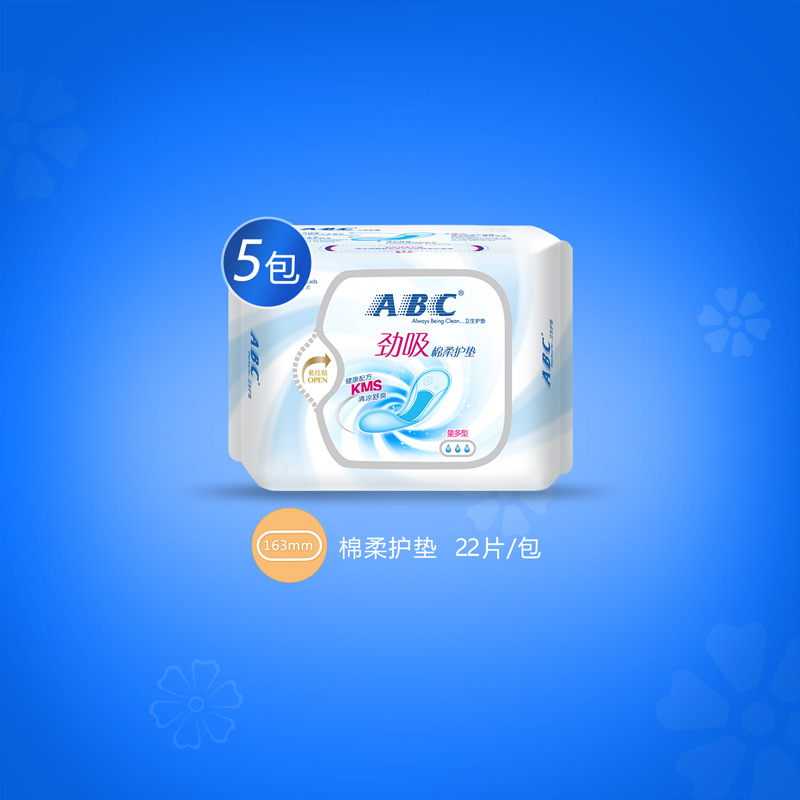 5包
ABC®
Always Being Clean... 卫生护垫
劲吸 棉柔护垫
易拉贴
OPEN
健康配方
KMS
清凉舒爽
量多型
ABC
ABC
163mm
棉柔护垫 22片/包